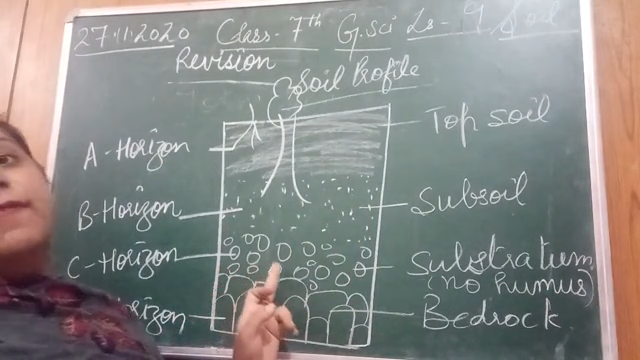 27.11.2020 Class- 7th G.Sci Ls- 9 Soil
Revision
Soil Profile
A-Horizon
Top soil
B-Horizon
Subsoil
C-Horizon
Substratum
(no humus)
Horizon
Bedrock